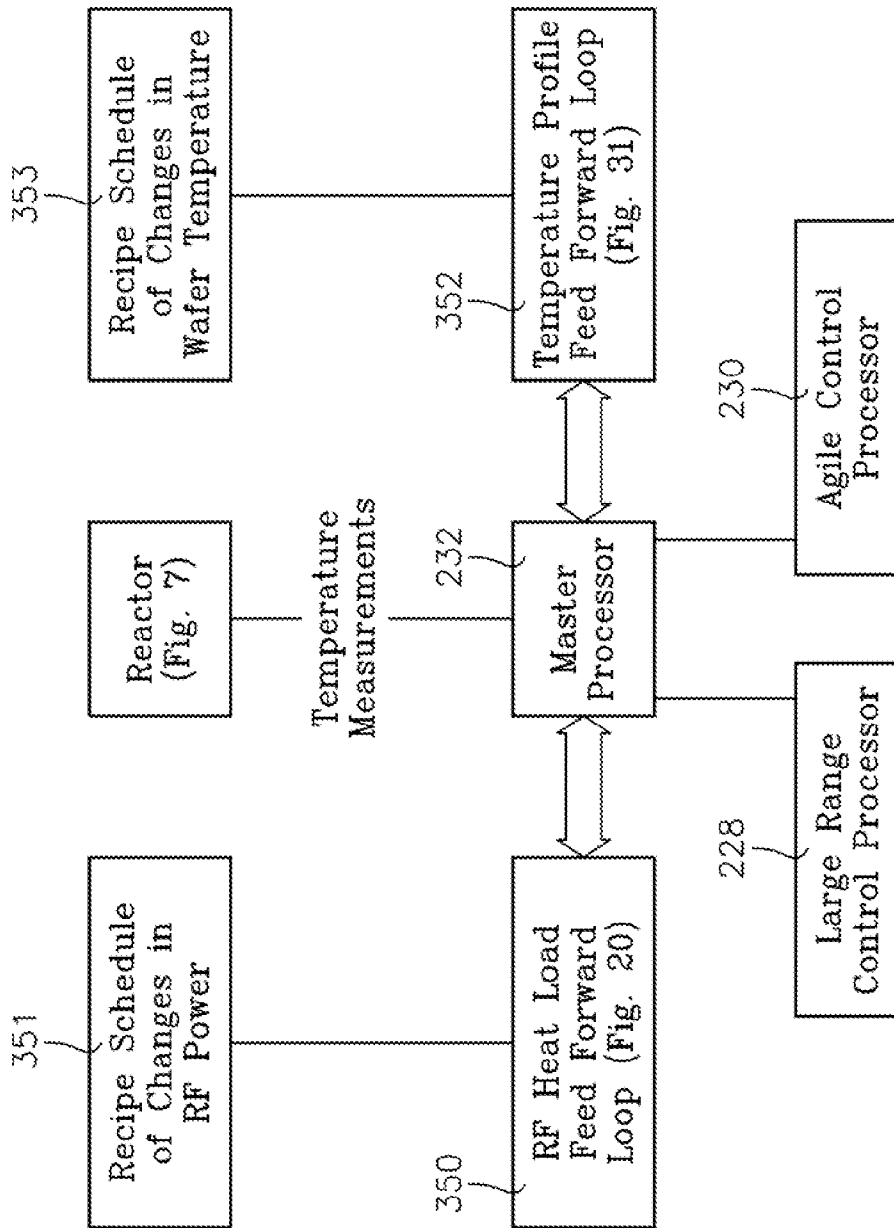 351
Recipe Schedule
of Changes in
RF Power
Reactor
(Fig. 7)
353
Recipe Schedule
of Changes in
Wafer Temperature
Temperature
Measurements
350
RF Heat Load
Feed Forward
Loop (Fig. 20)
232
Master
Processor
352
Temperature Profile
Feed Forward Loop
(Fig. 31)
228
Large Range
Control Processor
230
Agile Control
Processor